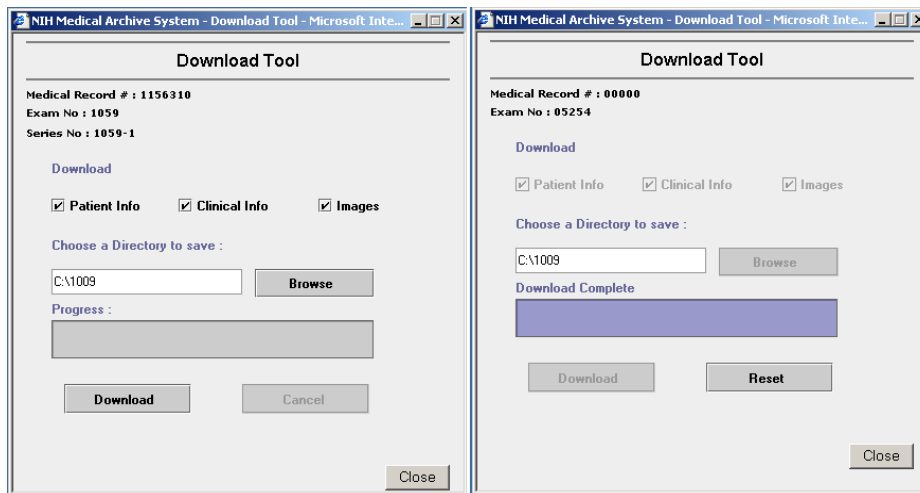 NIH Medical Archive System - Download Tool - Microsoft Inte...
Download Tool
Medical Record # : 1156310
Exam No : 1059
Series No : 1059-1
Download
Patient Info Clinical Info Images
Choose a Directory to save :
C:\1009 Browse
Progress :
Download Cancel
Close
NIH Medical Archive System - Download Tool - Microsoft Inte...
Download Tool
Medical Record # : 00000
Exam No : 05254
Download
Patient Info Clinical Info Images
Choose a Directory to save :
C:\1009 Browse
Download Complete
Download Reset
Close